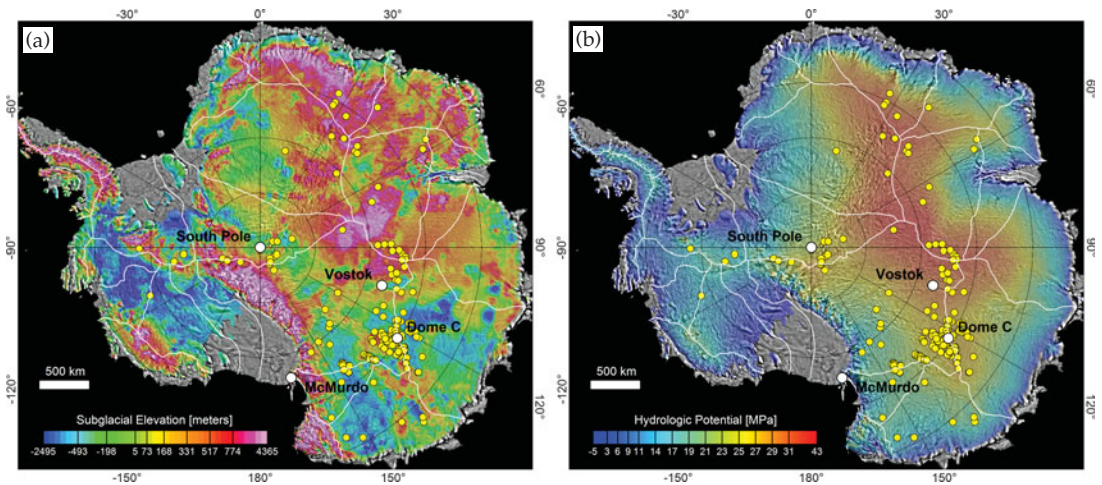 -30° 0° 30°
(a)
60°
-60°
South Pole
-90° 90°
Vostok
Dome C
500 km
McMurdo
-120° 120°
Subglacial Elevation [meters]
-2495 -493 -198 5 73 168 331 517 774 4365
-150° 180° 150°
-30° 0° 30°
(b)
60°
-60°
South Pole
-90° 90°
Vostok
Dome C
500 km
McMurdo
-120° 120°
Hydrologic Potential [MPa]
-5 3 6 9 11 14 18 20 23 25 27 29 31 43
-150° 180° 150°